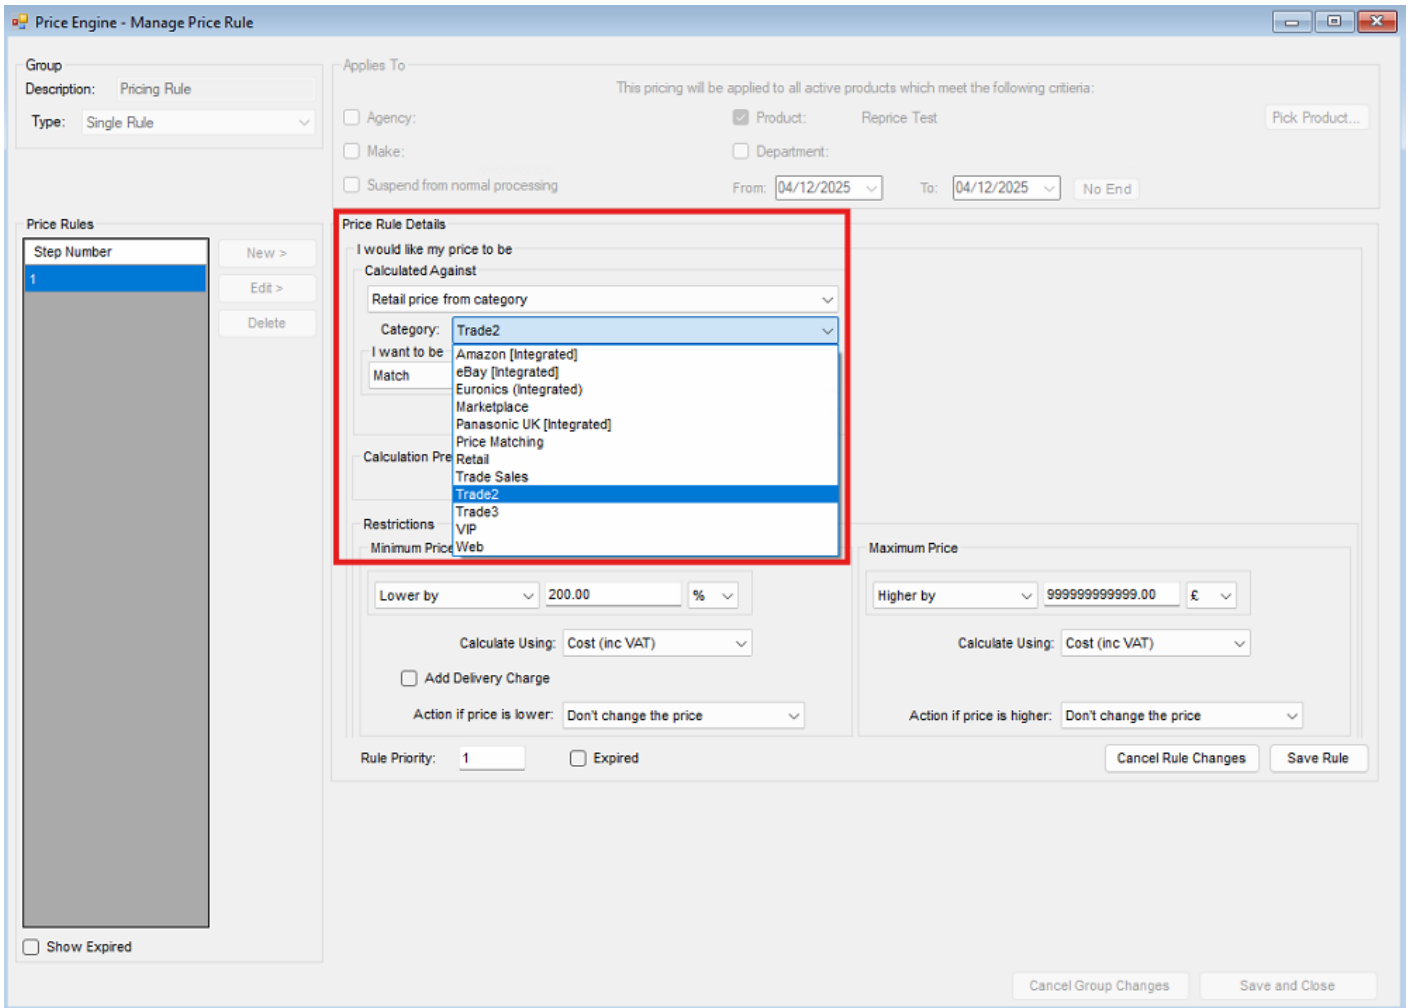 Price Engine - Manage Price Rule
Group
Description: Pricing Rule
Type: Single Rule
Applies To
This pricing will be applied to all active products which meet the following critieria:
Agency:
Product: Reprice Test
Pick Product...
Make:
Department:
Suspend from normal processing
From: 04/12/2025
To: 04/12/2025
No End
Price Rules
Step Number
1
New >
Edit >
Delete
Show Expired
Price Rule Details
I would like my price to be
Calculated Against
Retail price from category
Category: Trade2
I want to be
Match
Amazon [Integrated]
eBay [Integrated]
Euronics (Integrated)
Marketplace
Panasonic UK [Integrated]
Price Matching
Retail
Trade Sales
Trade2
Trade3
VIP
Web
Calculation Pre
Restrictions
Minimum Price
Lower by 200.00 %
Calculate Using: Cost (inc VAT)
Add Delivery Charge
Action if price is lower: Don't change the price
Maximum Price
Higher by 999999999999.00 £
Calculate Using: Cost (inc VAT)
Action if price is higher: Don't change the price
Rule Priority: 1
Expired
Cancel Rule Changes
Save Rule
Cancel Group Changes
Save and Close